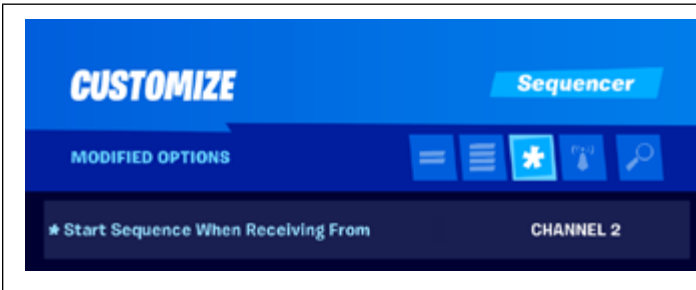 CUSTOMIZE
Sequencer
MODIFIED OPTIONS
* Start Sequence When Receiving From CHANNEL 2